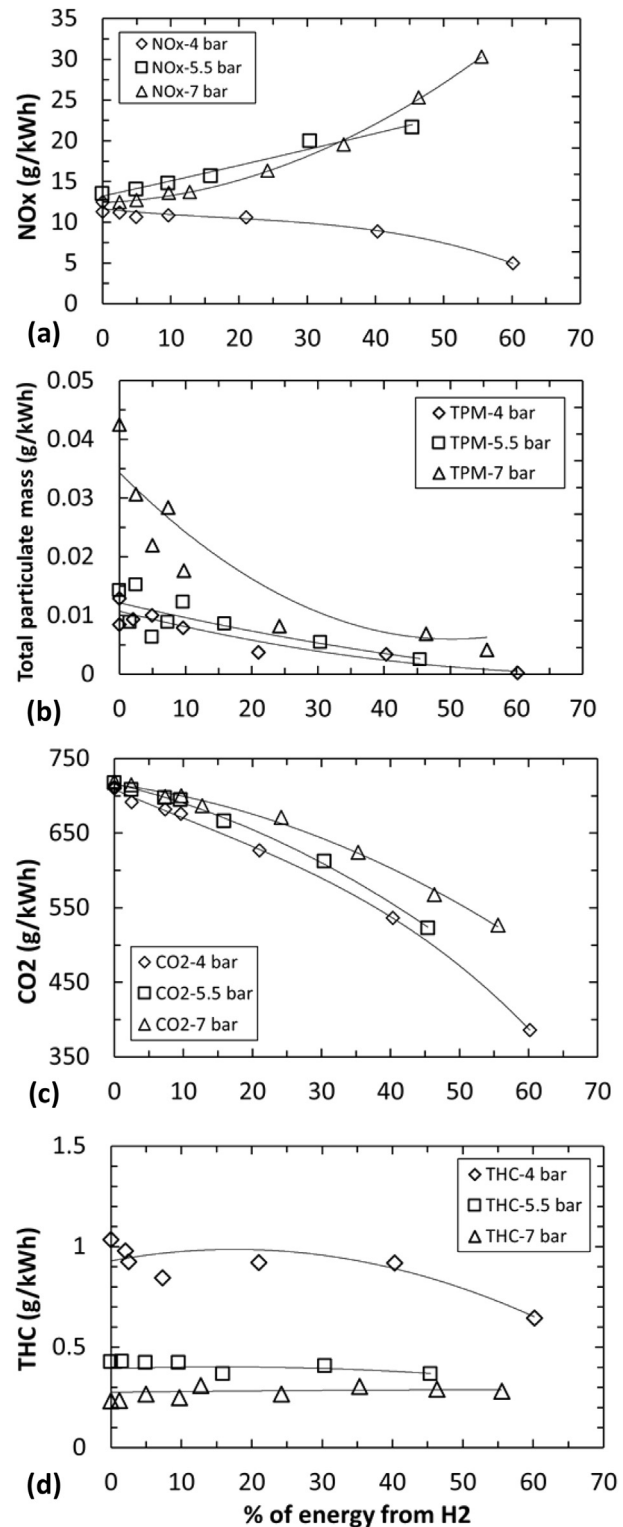 35
30
25
20
15
10
5
0
NOx (g/kWh)
NOx-4 bar
NOx-5.5 bar
NOx-7 bar
0 10 20 30 40 50 60 70
(a)
0.05
0.04
0.03
0.02
0.01
0
Total particulate mass (g/kWh)
TPM-4 bar
TPM-5.5 bar
TPM-7 bar
0 10 20 30 40 50 60 70
(b)
750
650
550
450
350
CO2 (g/kWh)
CO2-4 bar
CO2-5.5 bar
CO2-7 bar
0 10 20 30 40 50 60 70
(c)
1.5
1
0.5
0
THC (g/kWh)
THC-4 bar
THC-5.5 bar
THC-7 bar
0 10 20 30 40 50 60 70
(d)
% of energy from H2